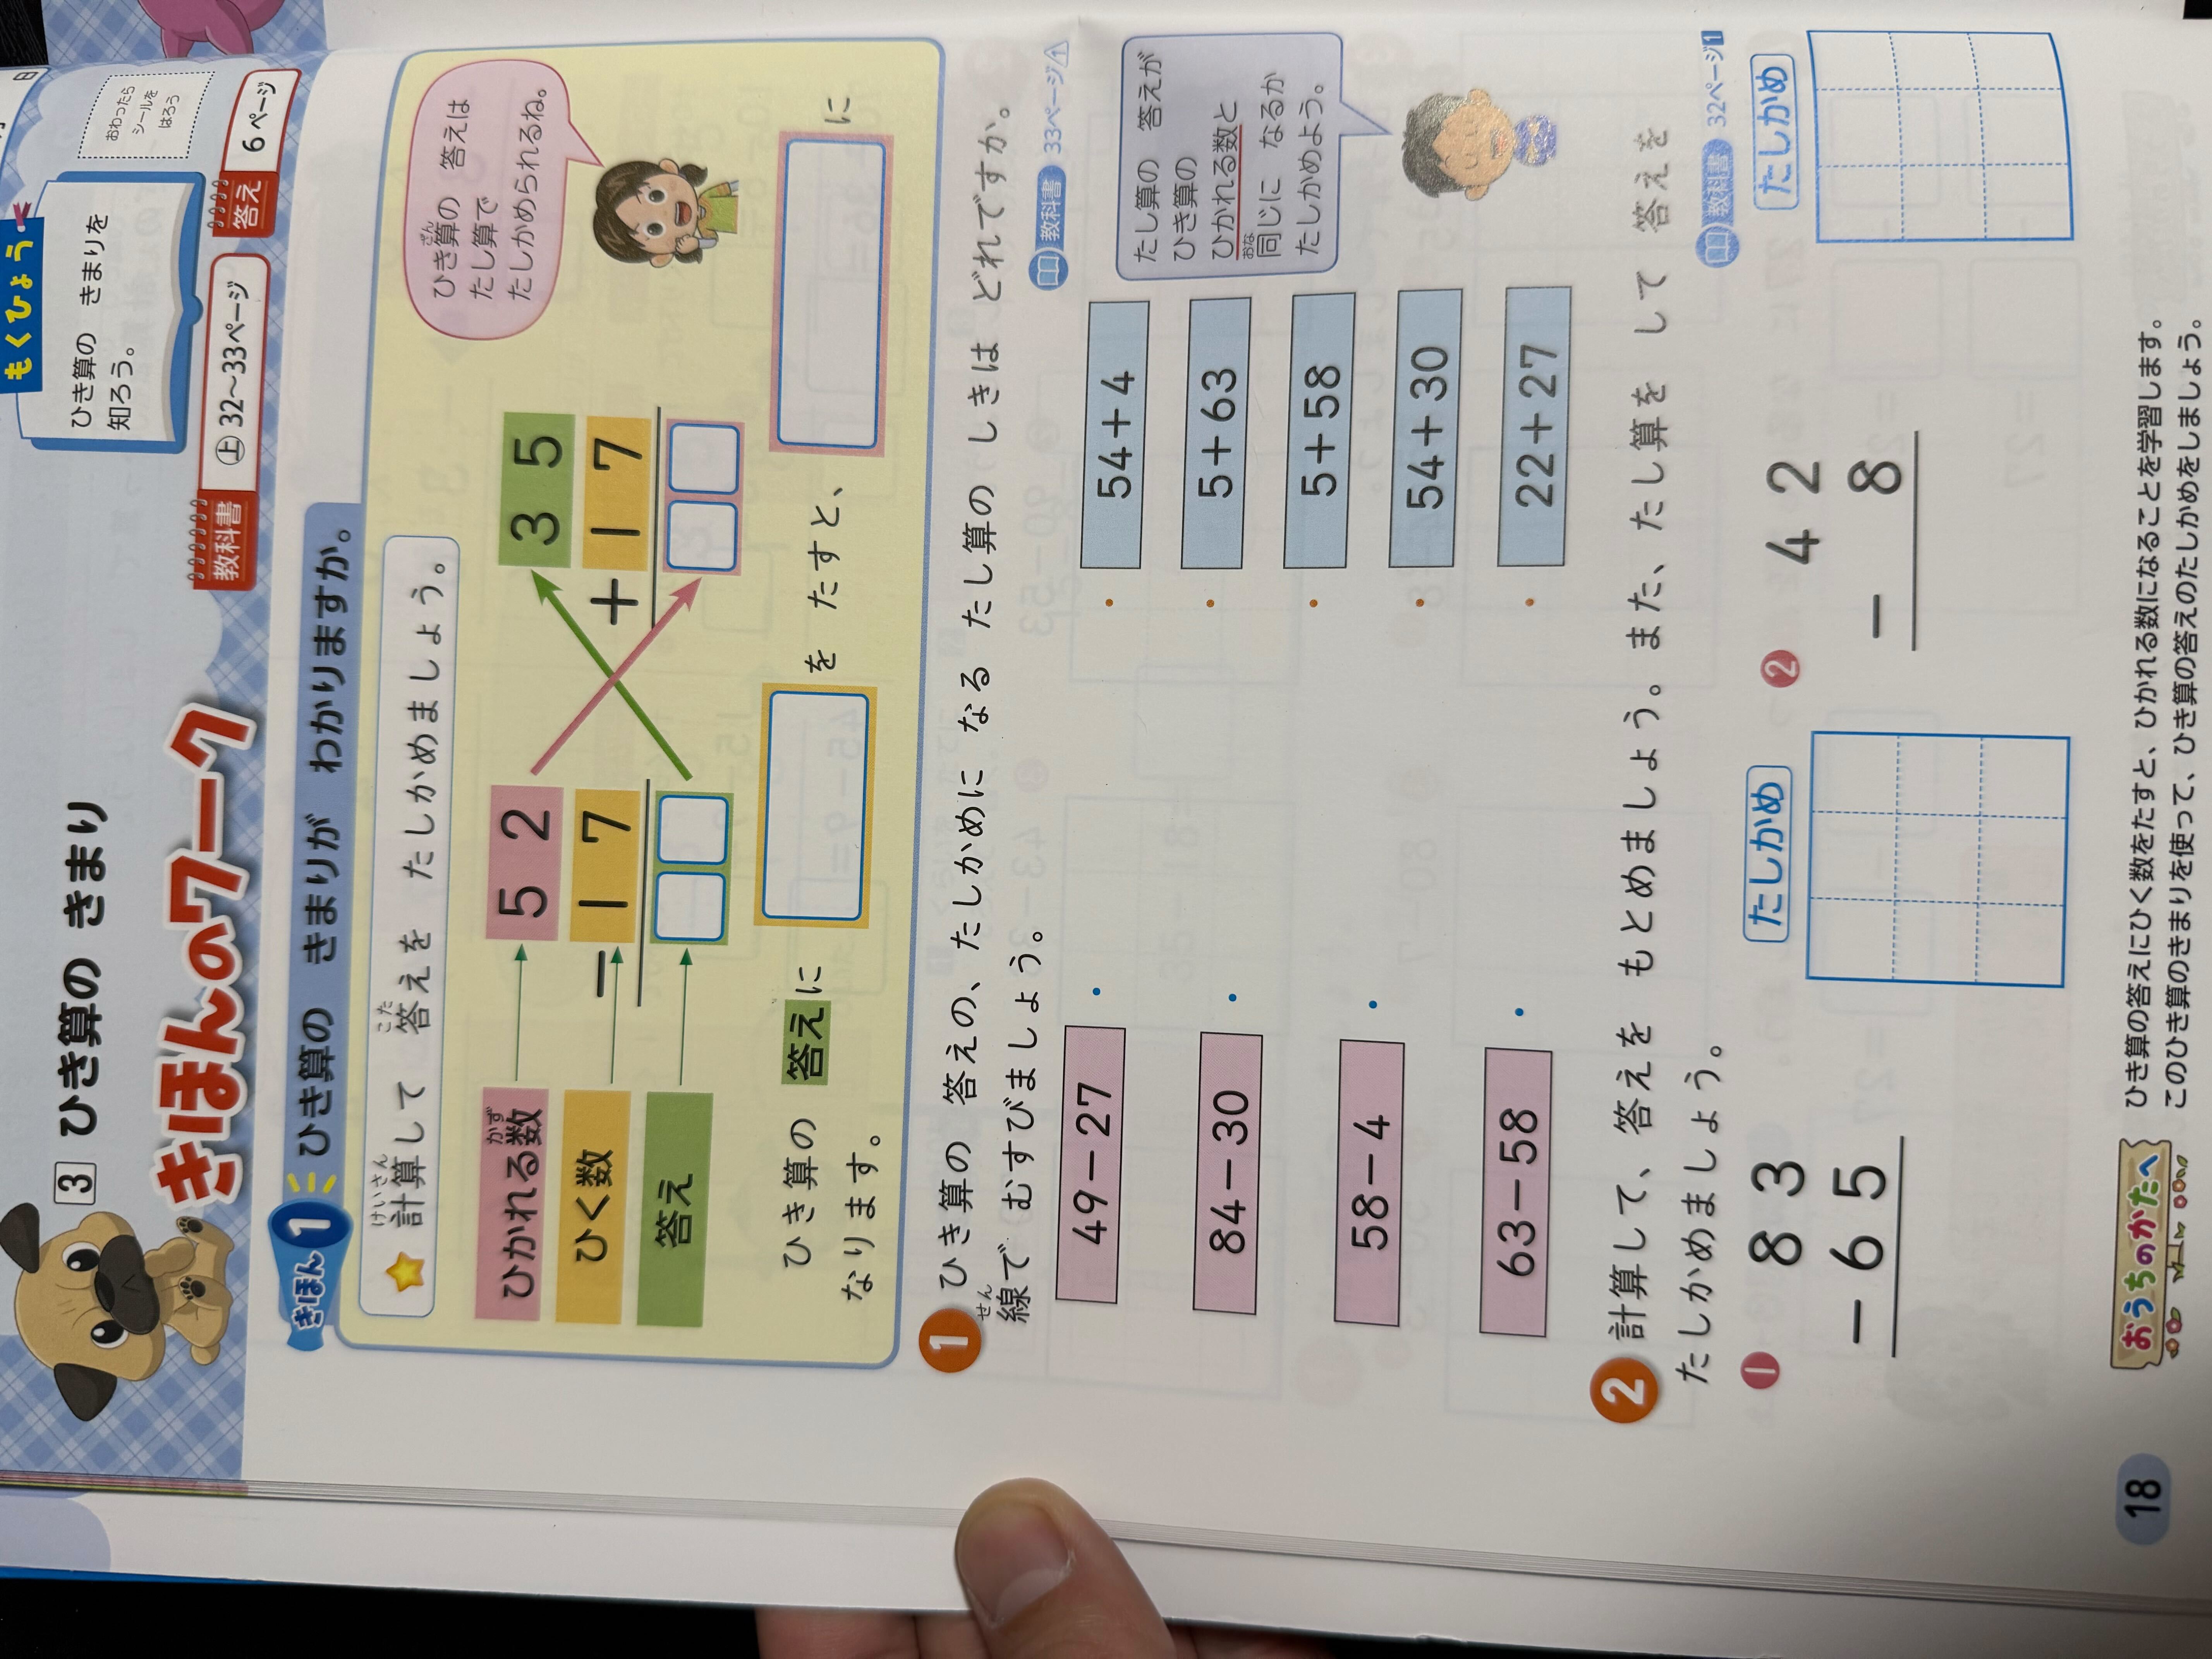 もくひょう
ひき算の きまりを
知ろう。
おわったら
シールを
はろう
3 ひき算の きまり
きほんのワーク
教科書 上 32~33ページ
答え 6ページ
きほん 1 ひき算の きまりが わかりますか。
計算して 答えを たしかめましょう。
けいさん こた
ひかれる数
かず
ひく数
答え
5 2
- 1 7
3 5
+ 1 7
ひき算の 答えは
ざん
たし算で
たしかめられるね。
ひき算の 答えに を たすと、 に
なります。
1 ひき算の 答えの、たしかめに なる たし算の しきは どれですか。
線で むすびましょう。
せん
教科書 33ページ 1
49-27
84-30
58-4
63-58
54+4
5+63
5+58
54+30
22+27
たし算の 答えが
ひき算の
ひかれる数と
同じに なるか
おな
たしかめよう。
2 計算して、答えを もとめましょう。また、たし算を して 答えを
たしかめましょう。
教科書 32ページ 1
1 8 3
- 6 5
たしかめ
2 4 2
- 8
たしかめ
おうちのかたへ
ひき算の答えにひく数をたすと、ひかれる数になることを学習します。
このひき算のきまりを使って、ひき算の答えのたしかめをしましょう。
18